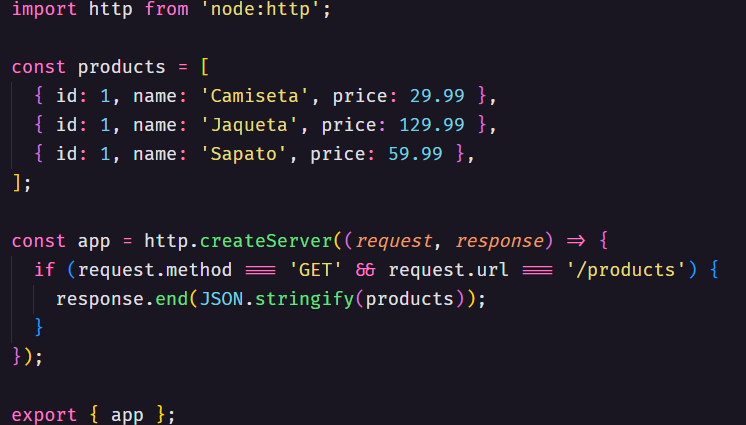 import http from 'node:http';
const products = [
{ id: 1, name: 'Camiseta', price: 29.99 },
{ id: 1, name: 'Jaqueta', price: 129.99 },
{ id: 1, name: 'Sapato', price: 59.99 },
];
const app = http.createServer((request, response) => {
if (request.method === 'GET' && request.url === '/products') {
response.end(JSON.stringify(products));
}
});
export { app };